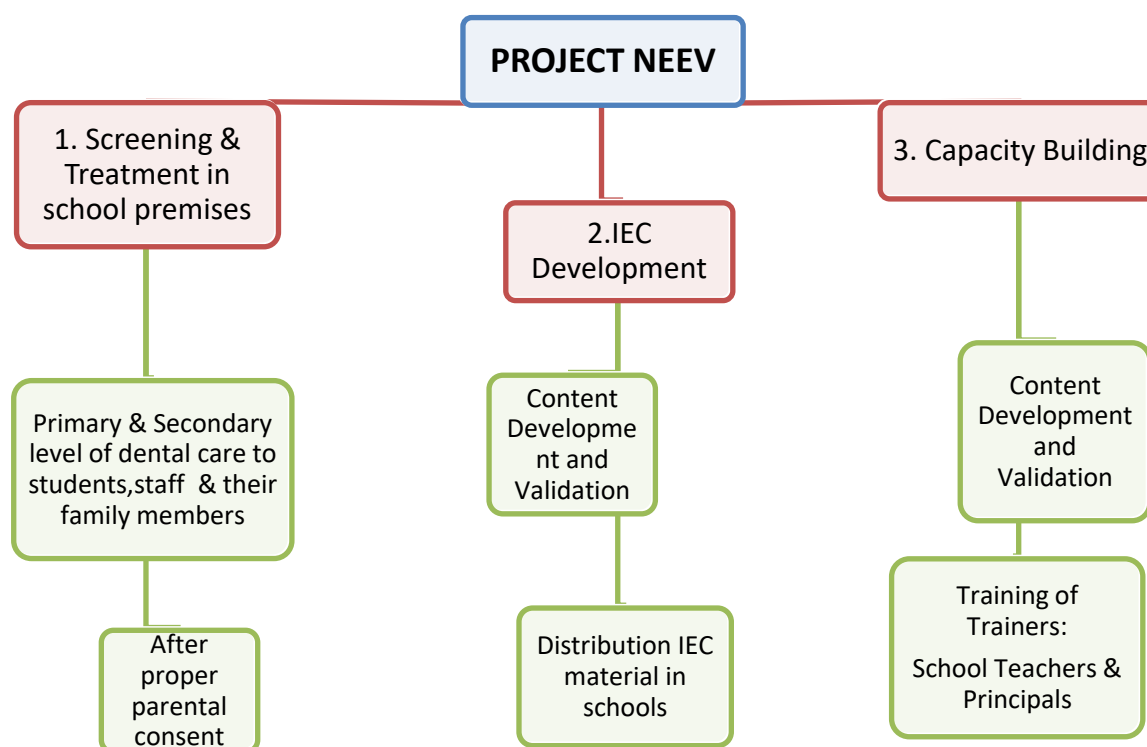 PROJECT NEEV
1. Screening &
Treatment in
school premises
2.IEC
Development
3. Capacity Building
Primary & Secondary
level of dental care to
students,staff & their
family members
After
proper
parental
consent
Content
Developme
nt and
Validation
Distribution IEC
material in
schools
Content
Development
and
Validation
Training of
Trainers:
School Teachers &
Principals